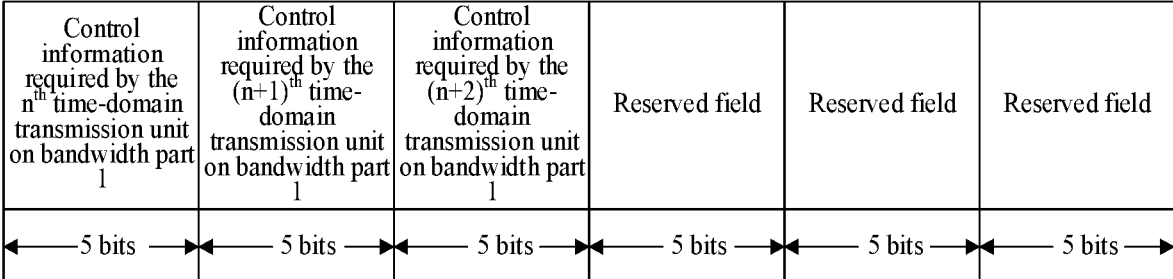 Control
information
required by the
nth time-domain
transmission unit
on bandwidth part
1
Control
information
required by the
(n+1)th time-
domain
transmission unit
on bandwidth part
1
Control
information
required by the
(n+2)th time-
domain
transmission unit
on bandwidth part
1
Reserved field
Reserved field
Reserved field
5 bits
5 bits
5 bits
5 bits
5 bits
5 bits